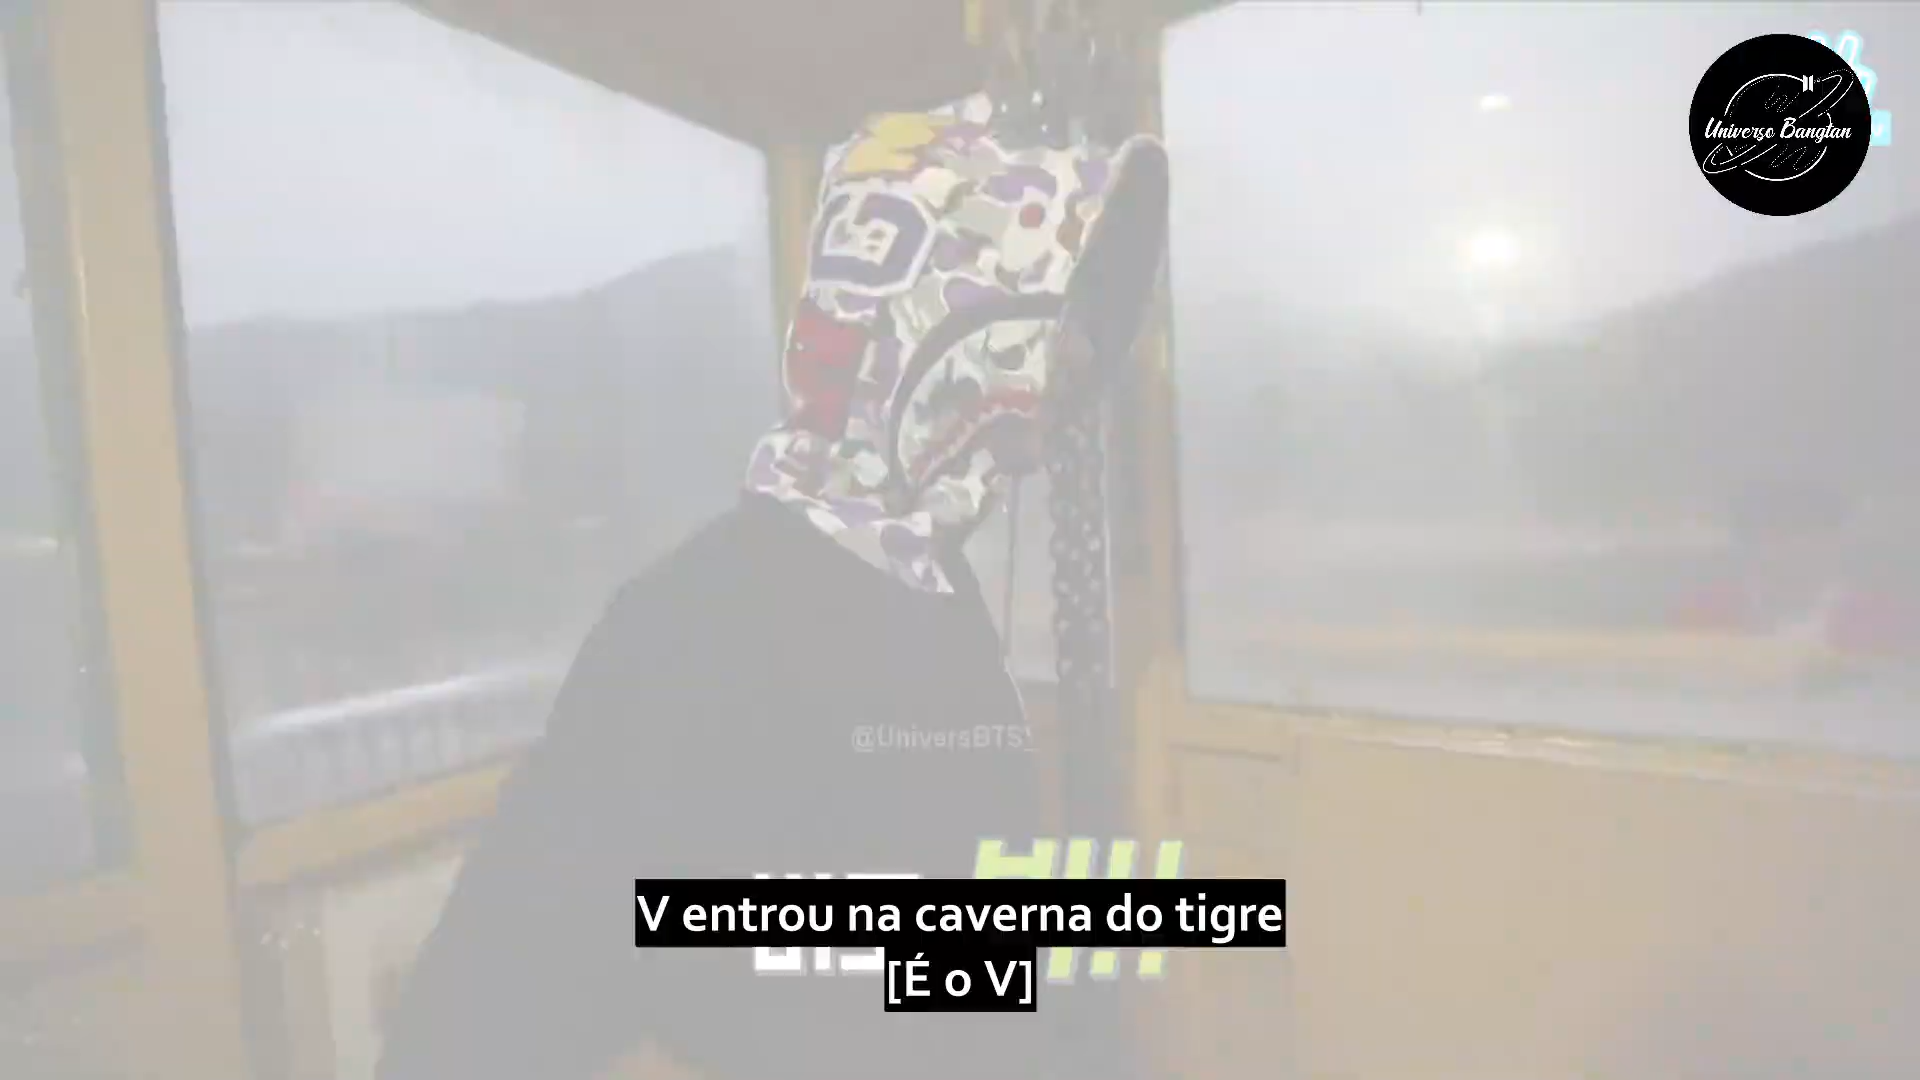 Universo Bangtan
@UniversBTS_
V entrou na caverna do tigre
[É o V]